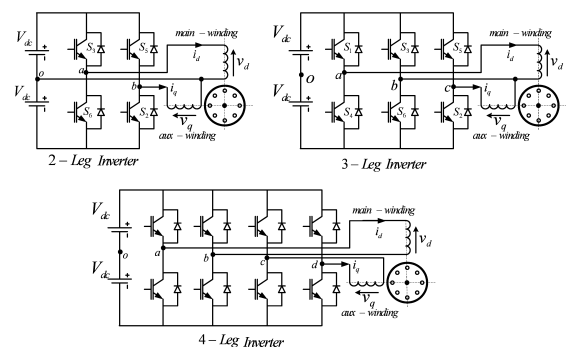 V_dc
V_dc
o
S_3
S_5
S_6
S_2
a
b
main – winding
i_d
v_d
i_q
v_q
aux – winding
2 – Leg Inverter
V_dc
V_dc
o
S_1
S_3
S_5
S_4
S_6
S_2
a
b
c
main – winding
i_d
v_d
i_q
v_q
aux – winding
3 – Leg Inverter
V_dc
V_dc
o
a
b
c
d
main – winding
i_d
v_d
i_q
v_q
aux – winding
4 – Leg Inverter